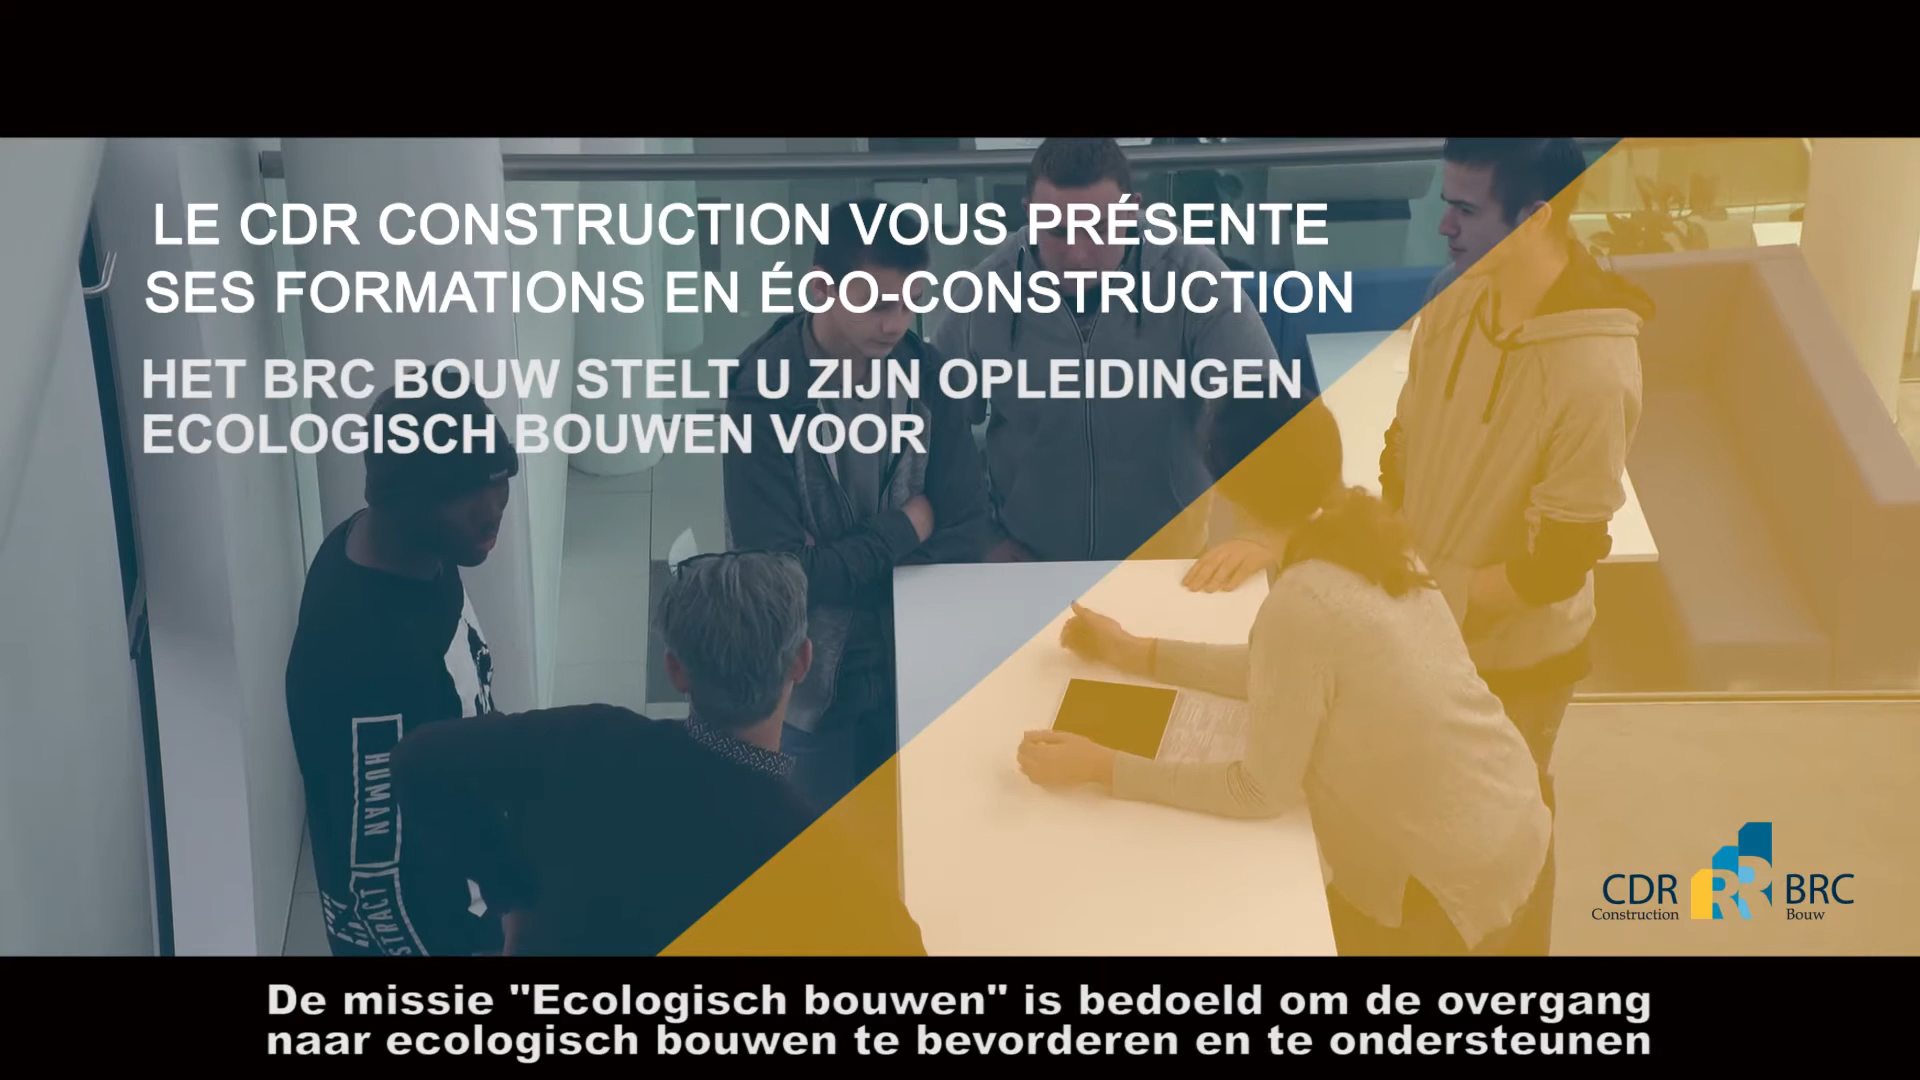 LE CDR CONSTRUCTION VOUS PRÉSENTE
SES FORMATIONS EN ÉCO-CONSTRUCTION
HET BRC BOUW STELT U ZIJN OPLEIDINGEN
ECOLOGISCH BOUWEN VOOR
HUMAN
STRACT
CDR
Construction
BRC
Bouw
De missie "Ecologisch bouwen" is bedoeld om de overgang
naar ecologisch bouwen te bevorderen en te ondersteunen